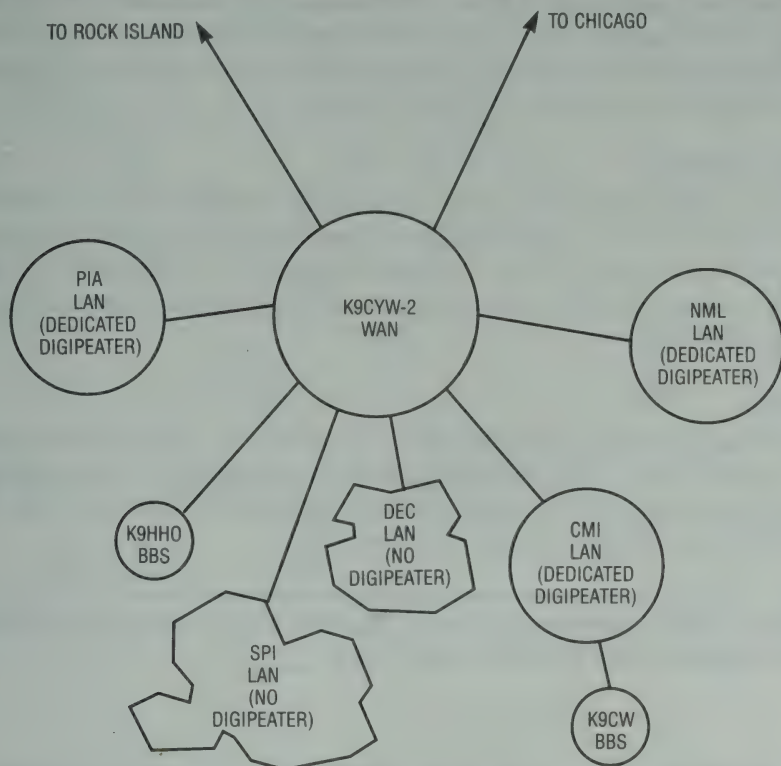 TO ROCK ISLAND
TO CHICAGO
PIA
LAN
(DEDICATED
DIGIPEATER)
K9CYW-2
WAN
NML
LAN
(DEDICATED
DIGIPEATER)
K9HHO
BBS
DEC
LAN
(NO
DIGIPEATER)
CMI
LAN
(DEDICATED
DIGIPEATER)
SPI
LAN
(NO
DIGIPEATER)
K9CW
BBS